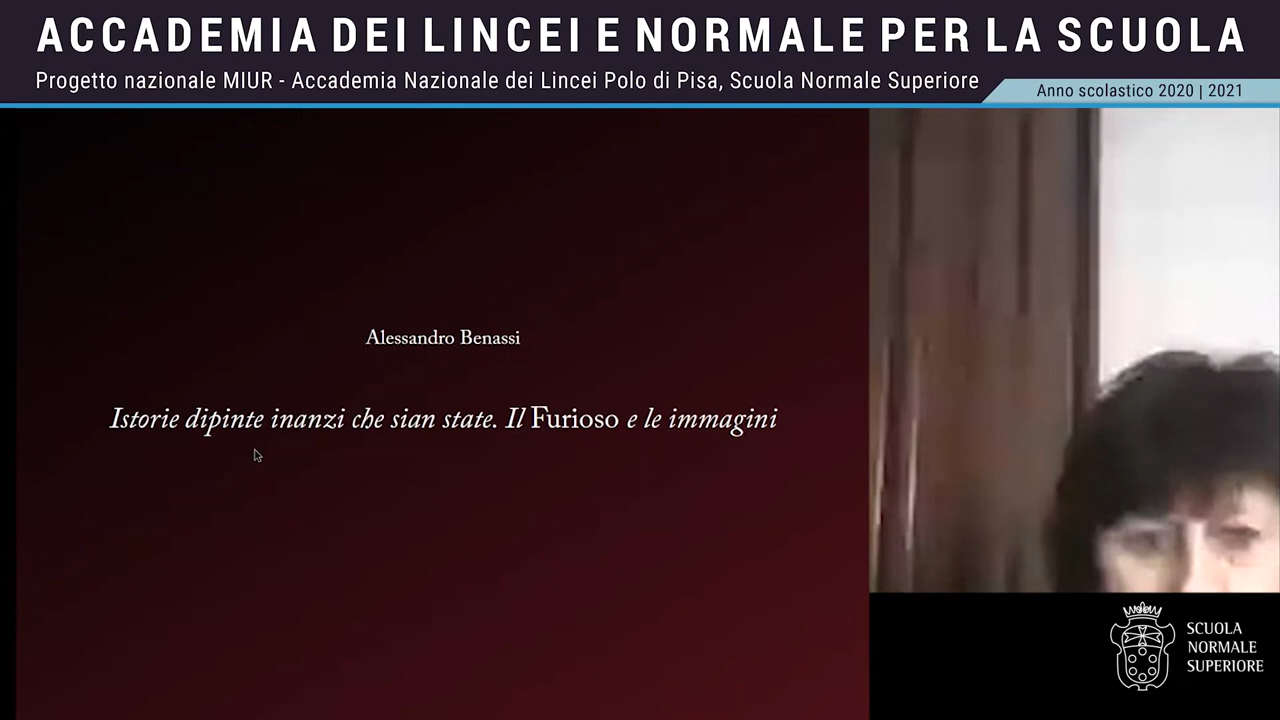 ACCADEMIA DEI LINCEI E NORMALE PER LA SCUOLA
Progetto nazionale MIUR - Accademia Nazionale dei Lincei Polo di Pisa, Scuola Normale Superiore
Anno scolastico 2020 | 2021
Alessandro Benassi
Istorie dipinte inanzi che sian state. Il Furioso e le immagini
SCUOLA
NORMALE
SUPERIORE